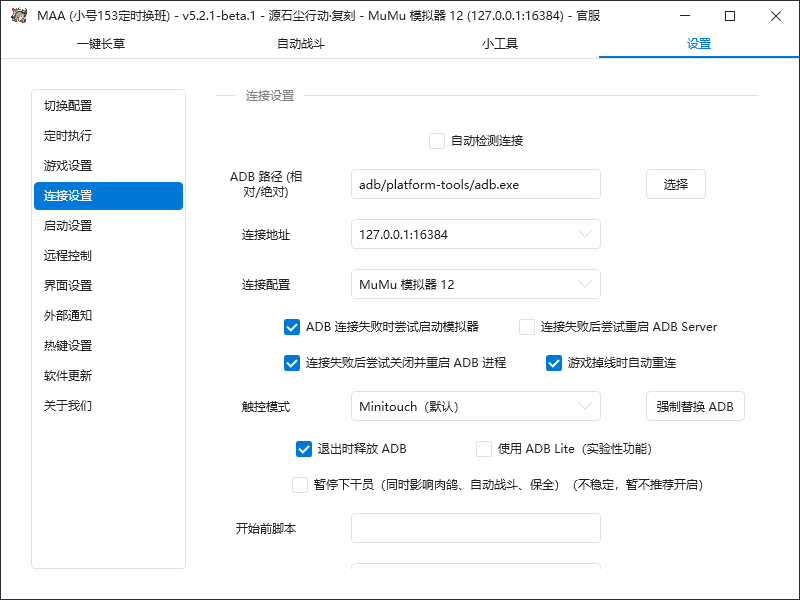 MAA (小号153定时换班) - v5.2.1-beta.1 - 源石尘行动·复刻 - MuMu 模拟器 12 (127.0.0.1:16384) - 官服
一键长草 自动战斗 小工具 设置
切换配置
定时执行
游戏设置
连接设置
启动设置
远程控制
界面设置
外部通知
热键设置
软件更新
关于我们
连接设置
自动检测连接
ADB 路径 (相
对/绝对)
adb/platform-tools/adb.exe
选择
连接地址
127.0.0.1:16384
连接配置
MuMu 模拟器 12
ADB 连接失败时尝试启动模拟器
连接失败后尝试重启 ADB Server
连接失败后尝试关闭并重启 ADB 进程
游戏掉线时自动重连
触控模式
Minitouch（默认）
强制替换 ADB
退出时释放 ADB
使用 ADB Lite（实验性功能）
暂停下干员（同时影响肉鸽、自动战斗、保全）（不稳定，暂不推荐开启）
开始前脚本